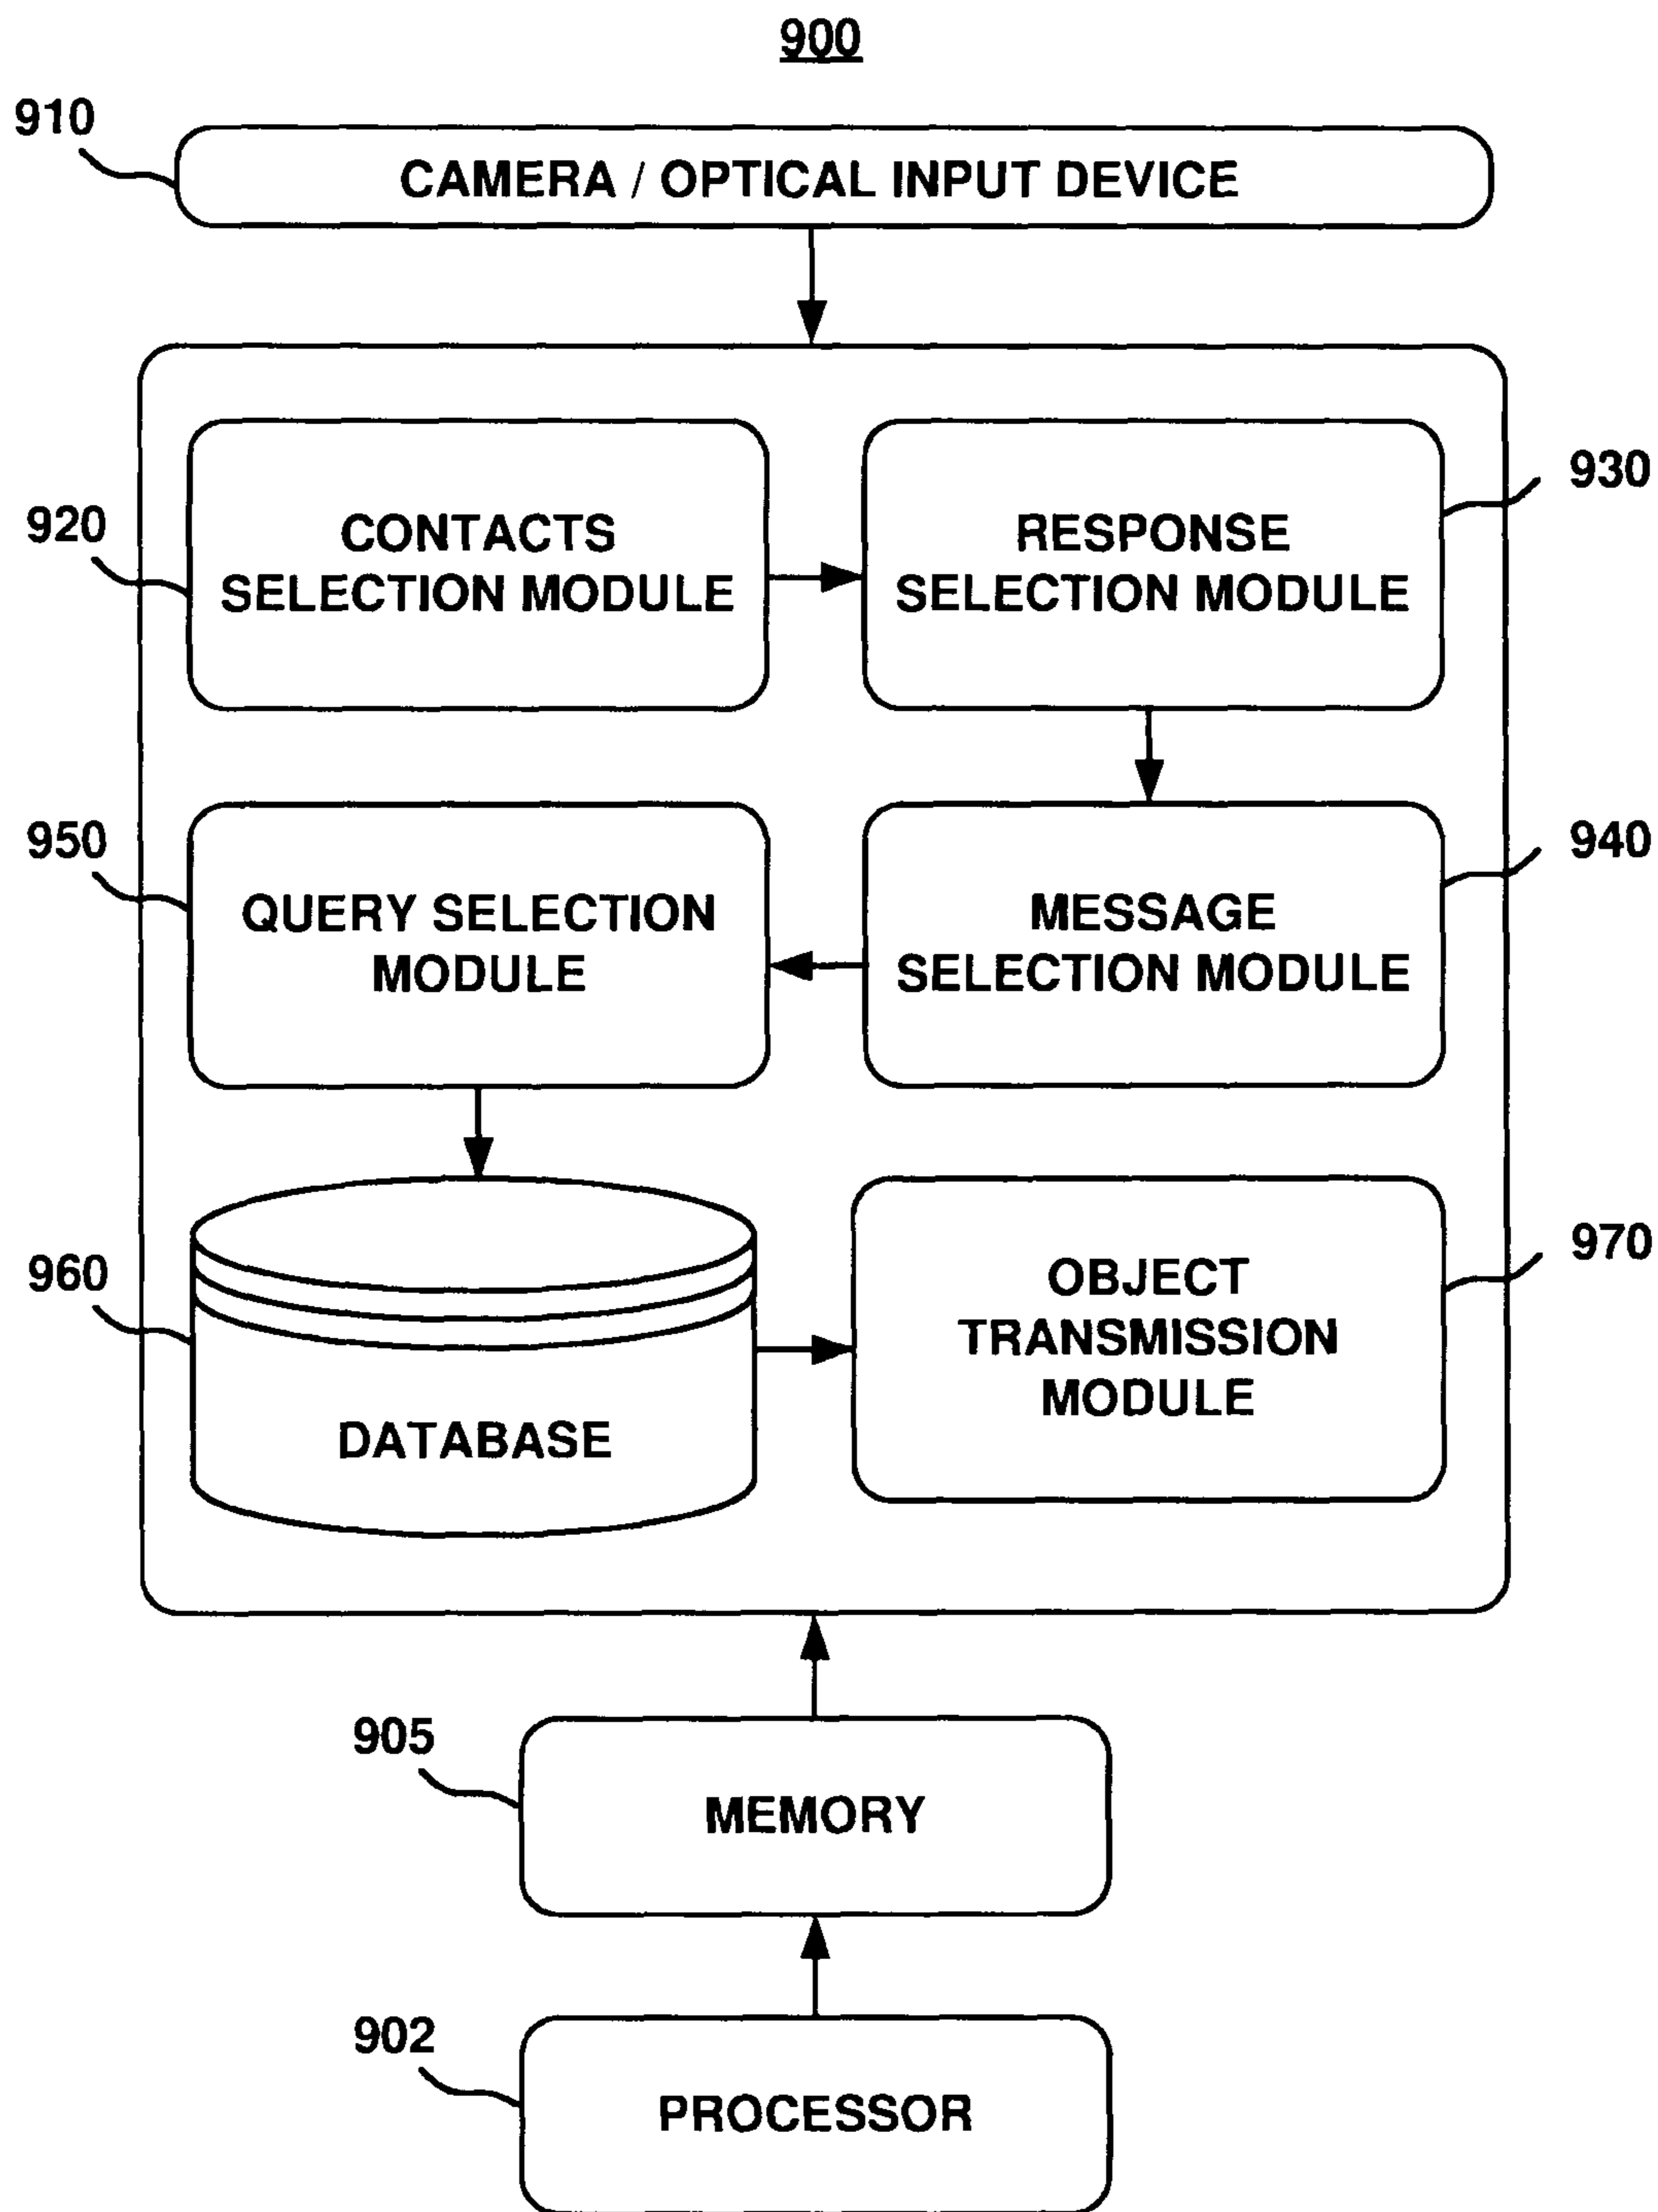 900
910
CAMERA / OPTICAL INPUT DEVICE
920
CONTACTS
SELECTION MODULE
930
RESPONSE
SELECTION MODULE
950
QUERY SELECTION
MODULE
940
MESSAGE
SELECTION MODULE
960
DATABASE
970
OBJECT
TRANSMISSION
MODULE
905
MEMORY
902
PROCESSOR